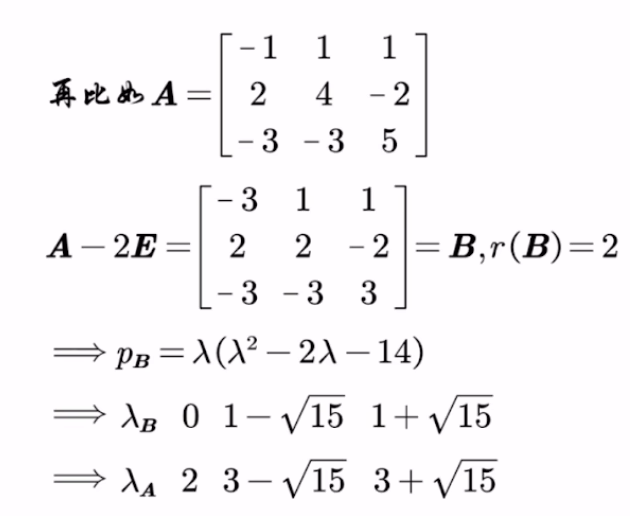 再比如 A = [ -1 1 1
2 4 -2
-3 -3 5 ]
A - 2E = [ -3 1 1
2 2 -2
-3 -3 3 ] = B, r(B) = 2
⟹ p_B = λ(λ² - 2λ - 14)
⟹ λ_B 0 1-√15 1+√15
⟹ λ_A 2 3-√15 3+√15